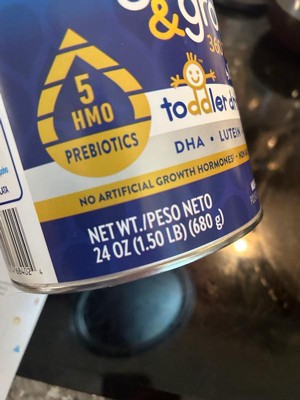 &
360
toddler
5
HMO
PREBIOTICS
DHA • LUTEIN
NO ARTIFICIAL GROWTH HORMONES
NET WT./PESO NETO
24 OZ (1.50 LB) (680 g)